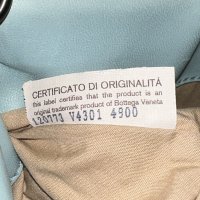 CERTIFICATO DI ORIGINALITÀ
this label certifies that the product is an
original trademark product of Bottega Veneta
128773 V4301 4900